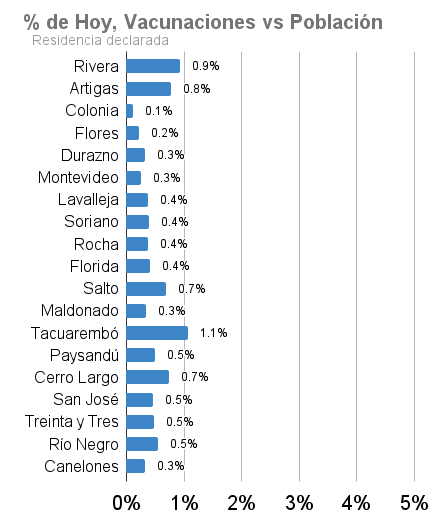 % de Hoy, Vacunaciones vs Población
Residencia declarada
Rivera 0.9%
Artigas 0.8%
Colonia 0.1%
Flores 0.2%
Durazno 0.3%
Montevideo 0.3%
Lavalleja 0.4%
Soriano 0.4%
Rocha 0.4%
Florida 0.4%
Salto 0.7%
Maldonado 0.3%
Tacuarembó 1.1%
Paysandú 0.5%
Cerro Largo 0.7%
San José 0.5%
Treinta y Tres 0.5%
Río Negro 0.5%
Canelones 0.3%
0% 1% 2% 3% 4% 5%